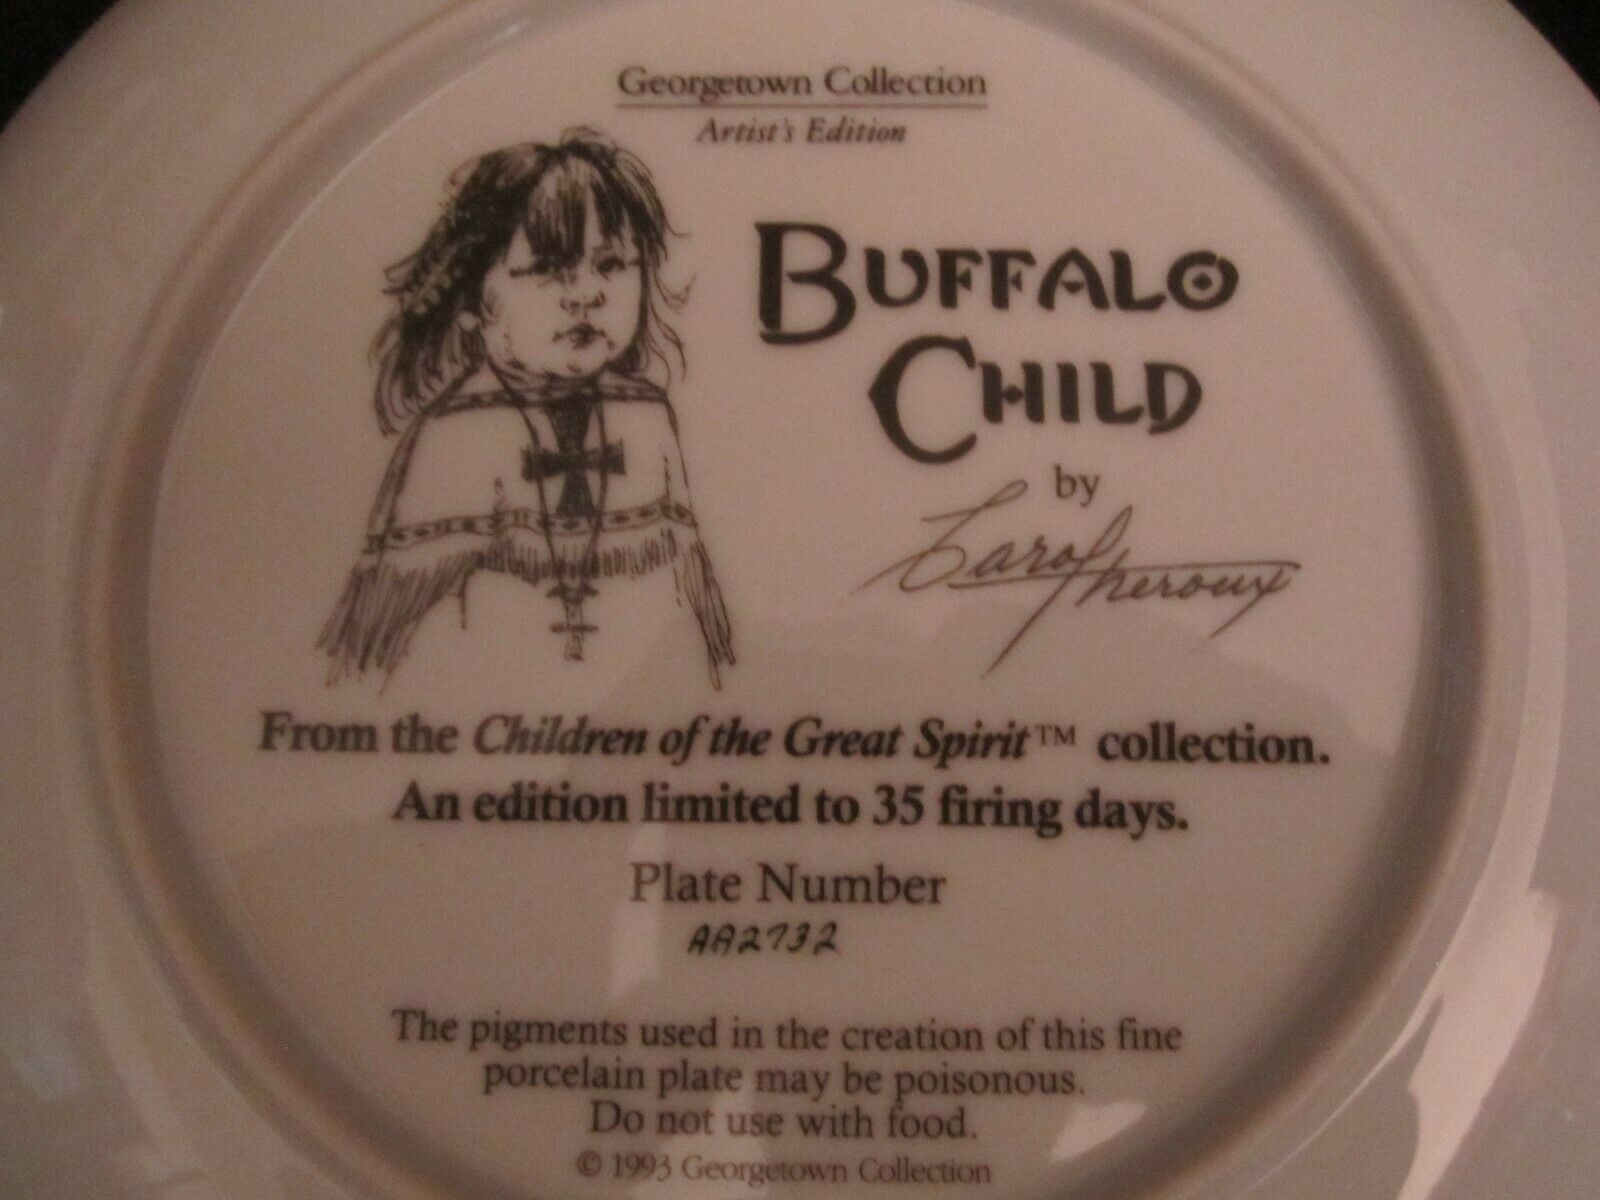 Georgetown Collection
Artist's Edition
BUFFALO
CHILD
by
Carol Theroux
From the Children of the Great Spirit™ collection.
An edition limited to 35 firing days.
Plate Number
AA2732
The pigments used in the creation of this fine
porcelain plate may be poisonous.
Do not use with food.
© 1993 Georgetown Collection